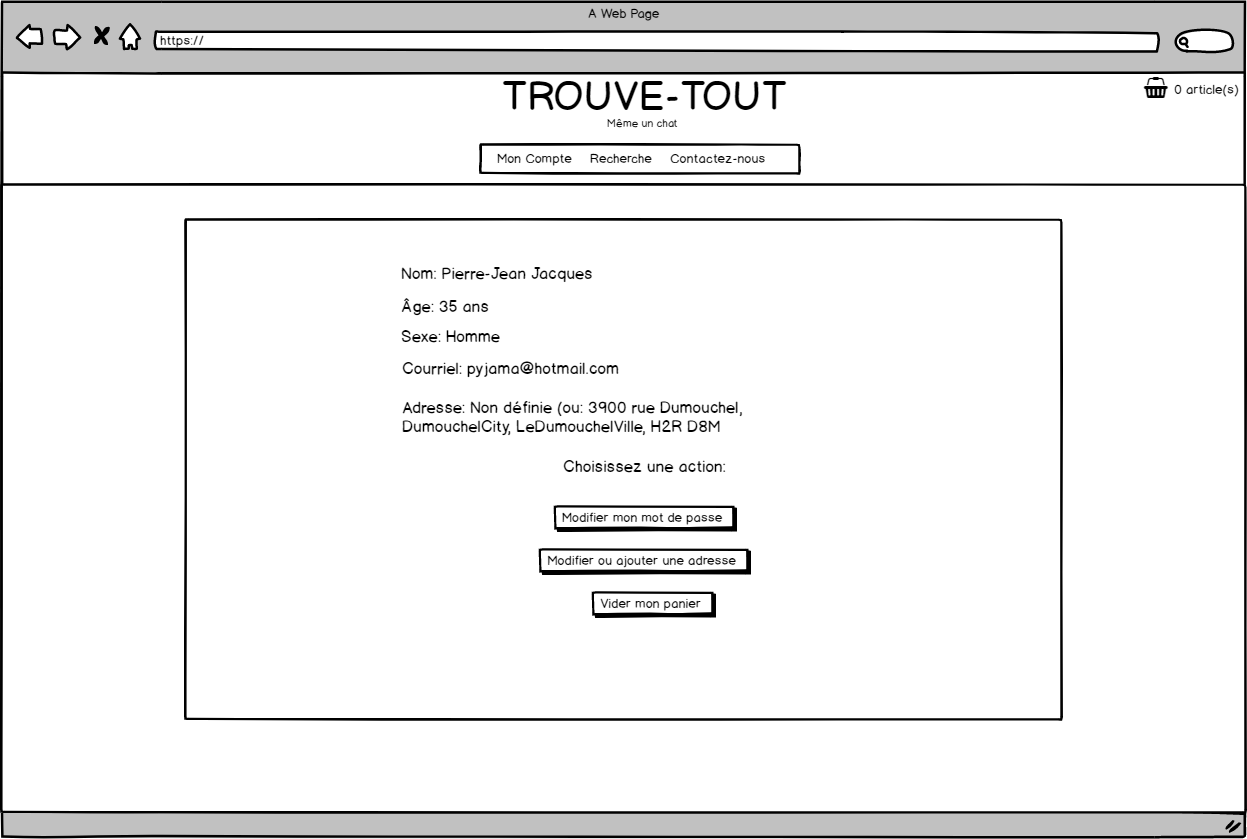 A Web Page
https://
TROUVE-TOUT
0 article(s)
Même un chat
Mon Compte Recherche Contactez-nous
Nom: Pierre-Jean Jacques
Âge: 35 ans
Sexe: Homme
Courriel: pyjama@hotmail.com
Adresse: Non définie (ou: 3900 rue Dumouchel,
DumouchelCity, LeDumouchelVille, H2R D8M
Choisissez une action:
Modifier mon mot de passe
Modifier ou ajouter une adresse
Vider mon panier